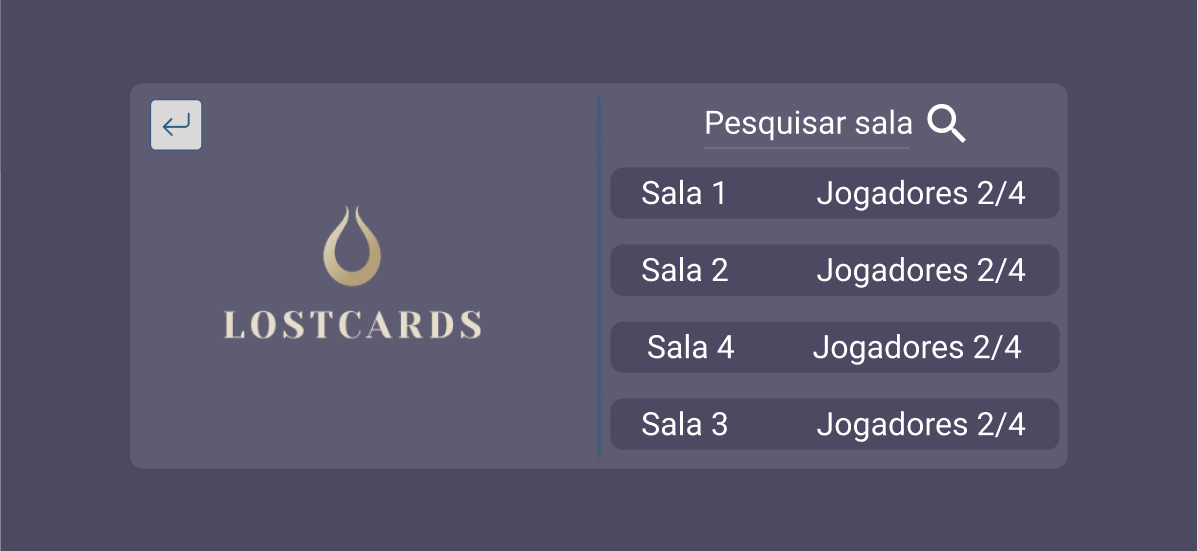 Pesquisar sala
LOSTCARDS
Sala 1 Jogadores 2/4
Sala 2 Jogadores 2/4
Sala 4 Jogadores 2/4
Sala 3 Jogadores 2/4